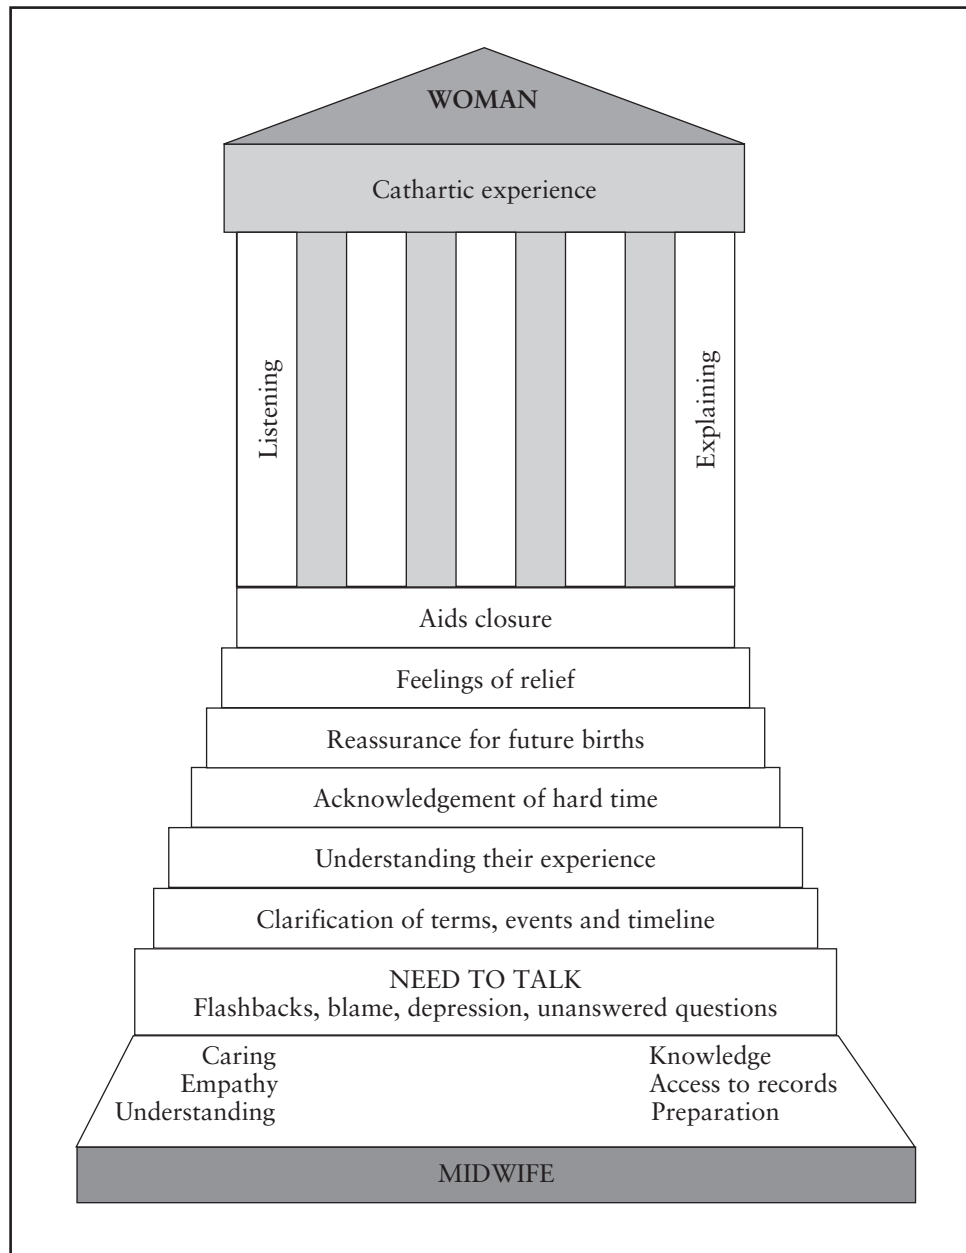 WOMAN
Cathartic experience
Listening
Explaining
Aids closure
Feelings of relief
Reassurance for future births
Acknowledgement of hard time
Understanding their experience
Clarification of terms, events and timeline
NEED TO TALK
Flashbacks, blame, depression, unanswered questions
Caring
Empathy
Understanding
Knowledge
Access to records
Preparation
MIDWIFE